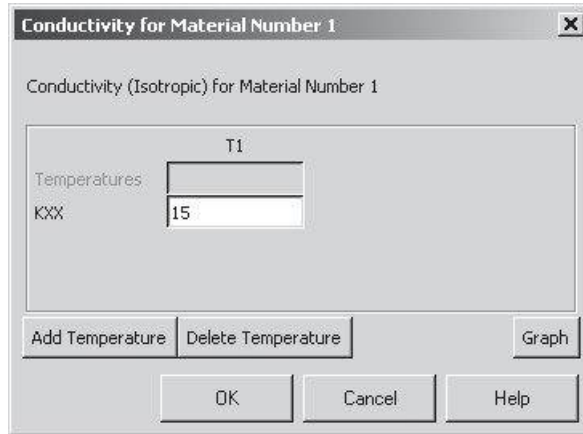 Conductivity for Material Number 1
Conductivity (Isotropic) for Material Number 1
T1
Temperatures
KXX 15
Add Temperature Delete Temperature Graph
OK Cancel Help